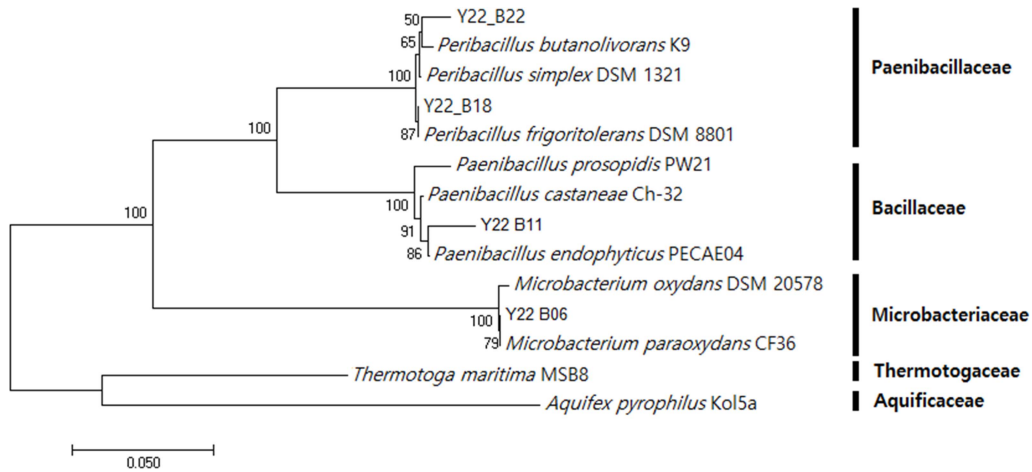 50
Y22_B22
65
Peribacillus butanolivorans K9
Paenibacillaceae
100
Peribacillus simplex DSM 1321
Y22_B18
100
87
Peribacillus frigoritolerans DSM 8801
Paenibacillus prosopidis PW21
100
Paenibacillus castaneae Ch-32
100
Bacillaceae
91
Y22 B11
86
Paenibacillus endophyticus PECAE04
Microbacterium oxydans DSM 20578
100
Y22 B06
Microbacteriaceae
79
Microbacterium paraoxydans CF36
Thermotoga maritima MSB8
Thermotogaceae
Aquifex pyrophilus Kol5a
Aquificaceae
0.050